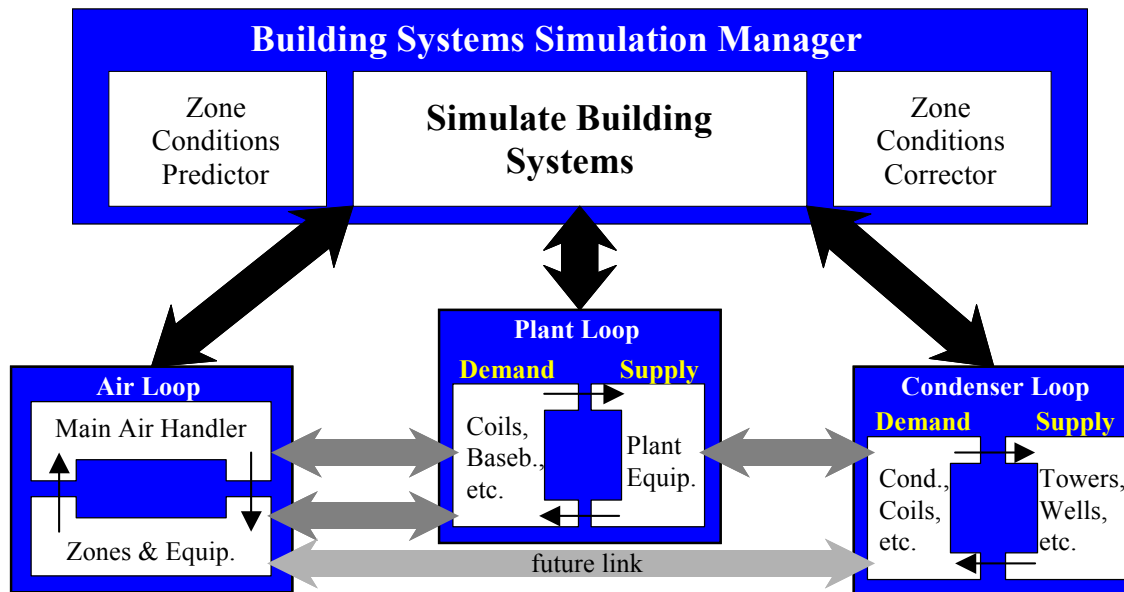 Building Systems Simulation Manager
Zone
Conditions
Predictor
Simulate Building
Systems
Zone
Conditions
Corrector
Air Loop
Main Air Handler
Zones & Equip.
Plant Loop
Demand
Supply
Coils,
Baseb.,
etc.
Plant
Equip.
Condenser Loop
Demand
Supply
Cond.,
Coils,
etc.
Towers,
Wells,
etc.
future link